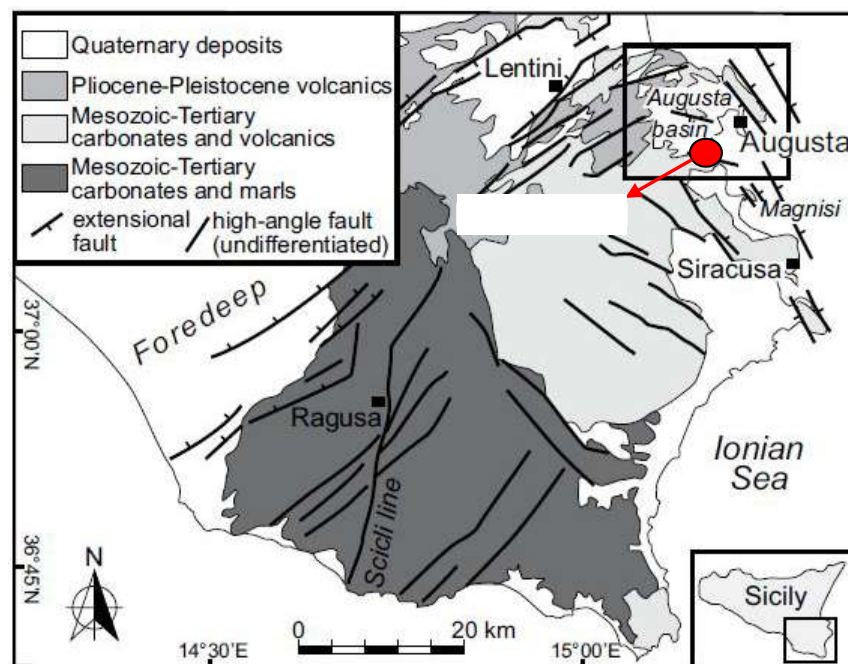 Quaternary deposits
Pliocene-Pleistocene volcanics
Mesozoic-Tertiary
carbonates and volcanics
Mesozoic-Tertiary
carbonates and marls
extensional
fault
high-angle fault
(undifferentiated)
Lentini
Augusta
basin
Augusta
Magnisi
Siracusa
Foredeep
37°00'N
Ragusa
Scicli line
Ionian
Sea
36°45'N
N
Sicily
0
20 km
14°30'E
15°00'E